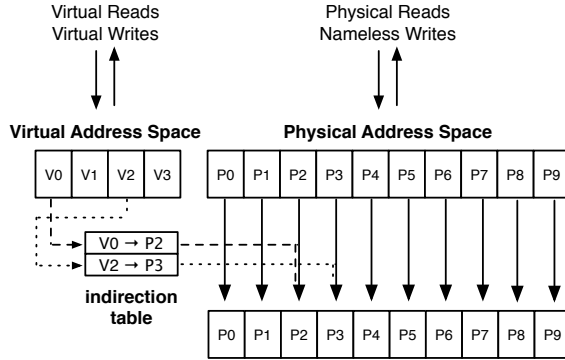 Virtual Reads
Virtual Writes
Physical Reads
Nameless Writes
Virtual Address Space
Physical Address Space
V0 V1 V2 V3
P0 P1 P2 P3 P4 P5 P6 P7 P8 P9
V0 → P2
V2 → P3
indirection
table
P0 P1 P2 P3 P4 P5 P6 P7 P8 P9